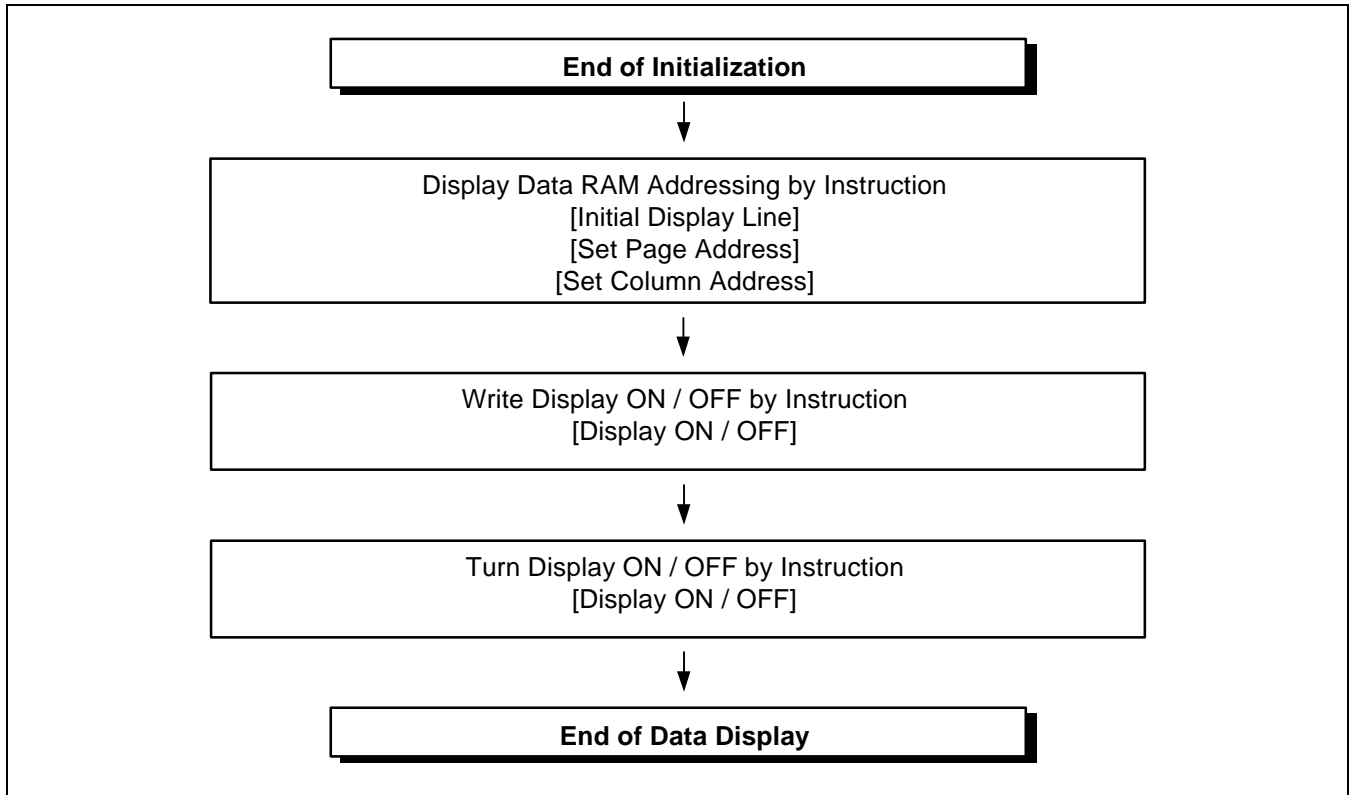 End of Initialization
Display Data RAM Addressing by Instruction
[Initial Display Line]
[Set Page Address]
[Set Column Address]
Write Display ON / OFF by Instruction
[Display ON / OFF]
Turn Display ON / OFF by Instruction
[Display ON / OFF]
End of Data Display